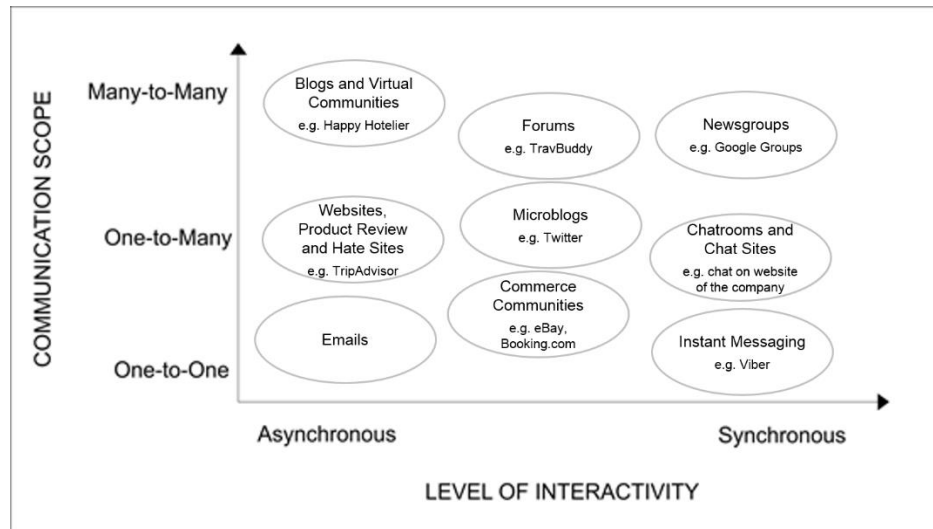 COMMUNICATION SCOPE
Many-to-Many
One-to-Many
One-to-One
Blogs and Virtual
Communities
e.g. Happy Hotelier
Forums
e.g. TravBuddy
Newsgroups
e.g. Google Groups
Websites,
Product Review
and Hate Sites
e.g. TripAdvisor
Microblogs
e.g. Twitter
Chatrooms and
Chat Sites
e.g. chat on website
of the company
Emails
Commerce
Communities
e.g. eBay,
Booking.com
Instant Messaging
e.g. Viber
Asynchronous
Synchronous
LEVEL OF INTERACTIVITY